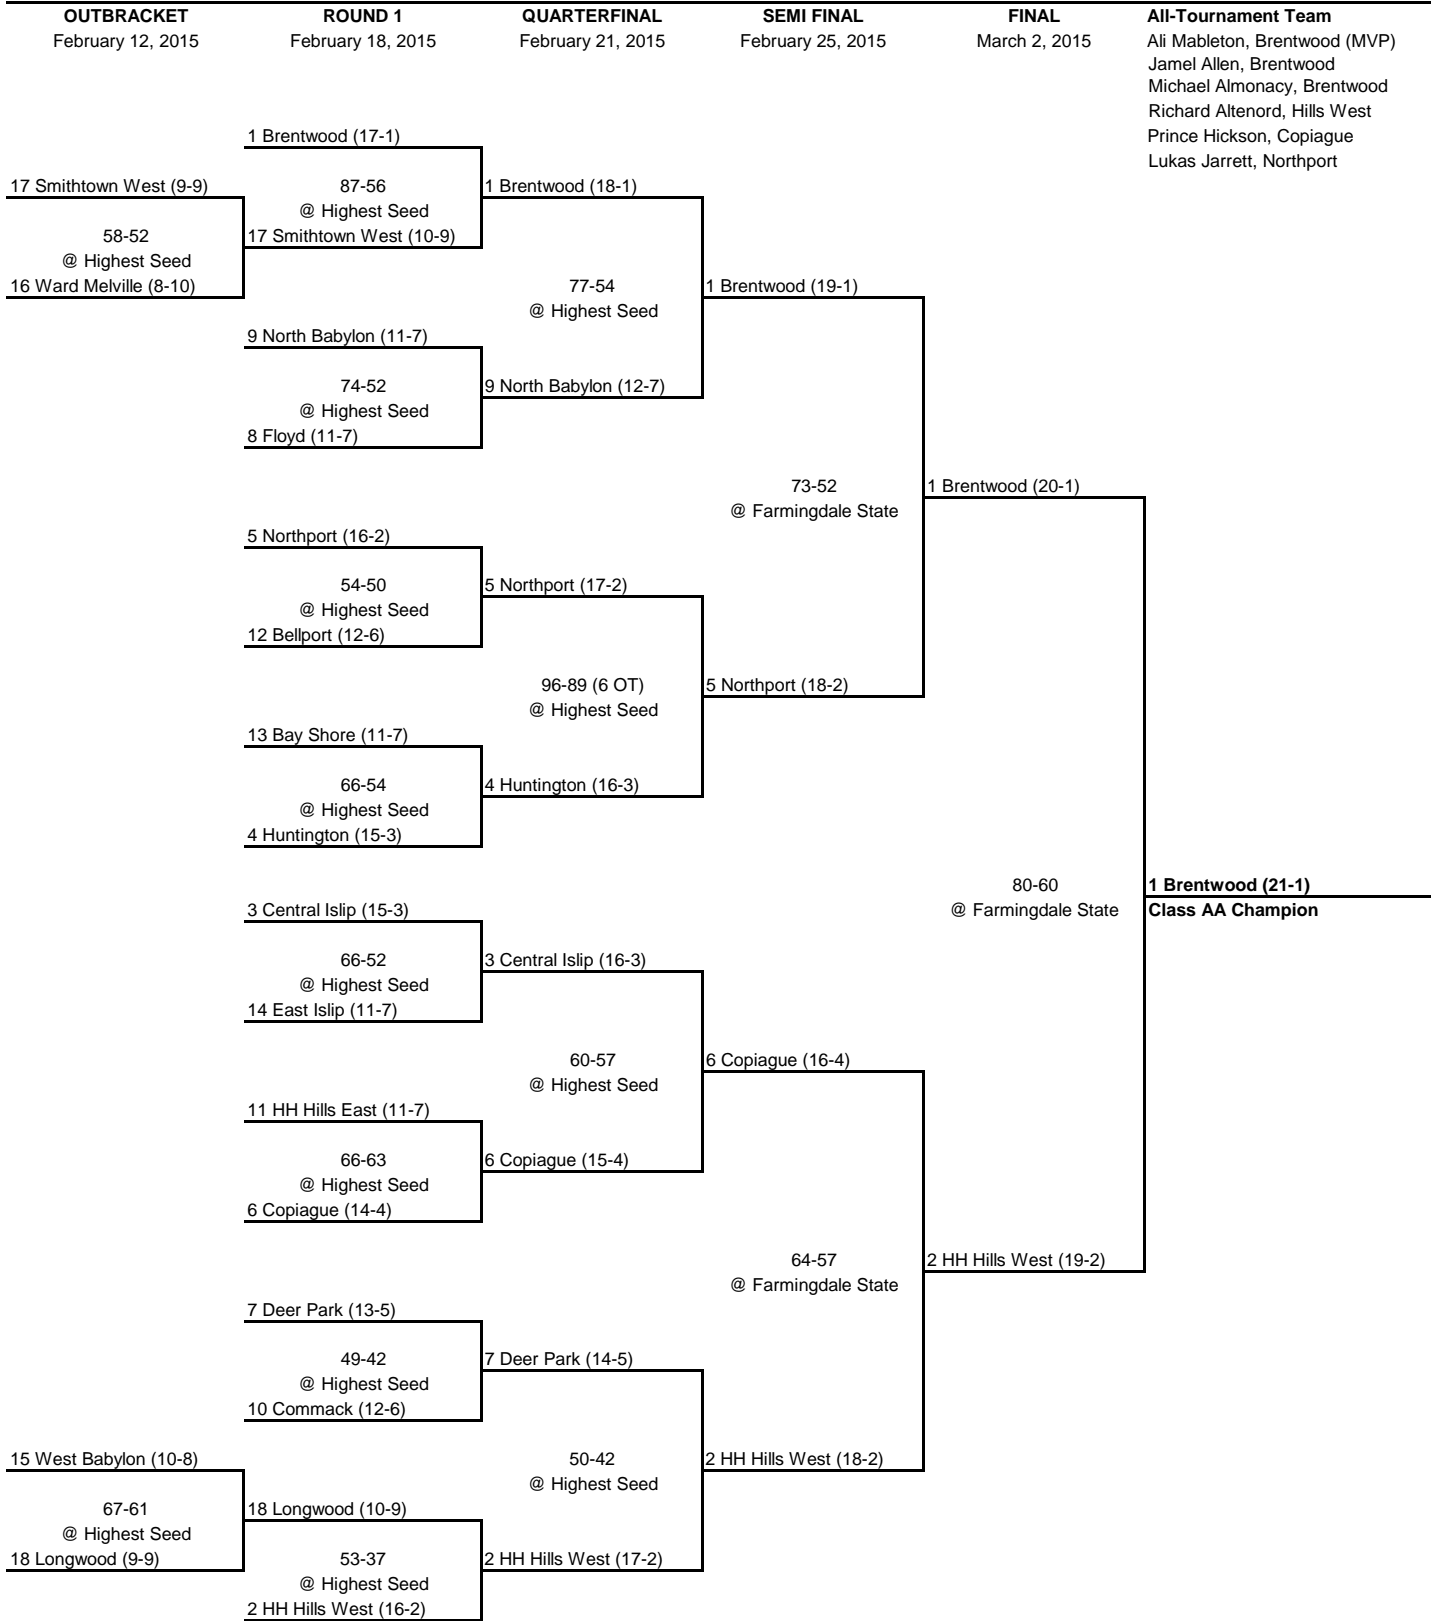 OUTBRACKET ROUND 1 QUARTERFINAL SEMI FINAL FINAL All-Tournament Team
February 12, 2015 February 18, 2015 February 21, 2015 February 25, 2015 March 2, 2015 Ali Mableton, Brentwood (MVP)
Jamel Allen, Brentwood
Michael Almonacy, Brentwood
Richard Altenord, Hills West
1 Brentwood (17-1) Prince Hickson, Copiague
Lukas Jarrett, Northport
17 Smithtown West (9-9) 87-56 1 Brentwood (18-1)
@ Highest Seed
58-52 17 Smithtown West (10-9)
@ Highest Seed
16 Ward Melville (8-10) 77-54 1 Brentwood (19-1)
@ Highest Seed
9 North Babylon (11-7)
74-52 9 North Babylon (12-7)
@ Highest Seed
8 Floyd (11-7)
73-52 1 Brentwood (20-1)
@ Farmingdale State
5 Northport (16-2)
54-50 5 Northport (17-2)
@ Highest Seed
12 Bellport (12-6)
96-89 (6 OT) 5 Northport (18-2)
@ Highest Seed
13 Bay Shore (11-7)
66-54 4 Huntington (16-3)
@ Highest Seed
4 Huntington (15-3)
80-60 1 Brentwood (21-1)
3 Central Islip (15-3) @ Farmingdale State Class AA Champion
66-52 3 Central Islip (16-3)
@ Highest Seed
14 East Islip (11-7)
60-57 6 Copiague (16-4)
@ Highest Seed
11 HH Hills East (11-7)
66-63 6 Copiague (15-4)
@ Highest Seed
6 Copiague (14-4)
64-57 2 HH Hills West (19-2)
@ Farmingdale State
7 Deer Park (13-5)
49-42 7 Deer Park (14-5)
@ Highest Seed
10 Commack (12-6)
15 West Babylon (10-8) 50-42 2 HH Hills West (18-2)
@ Highest Seed
67-61 18 Longwood (10-9)
@ Highest Seed
18 Longwood (9-9) 53-37 2 HH Hills West (17-2)
@ Highest Seed
2 HH Hills West (16-2)